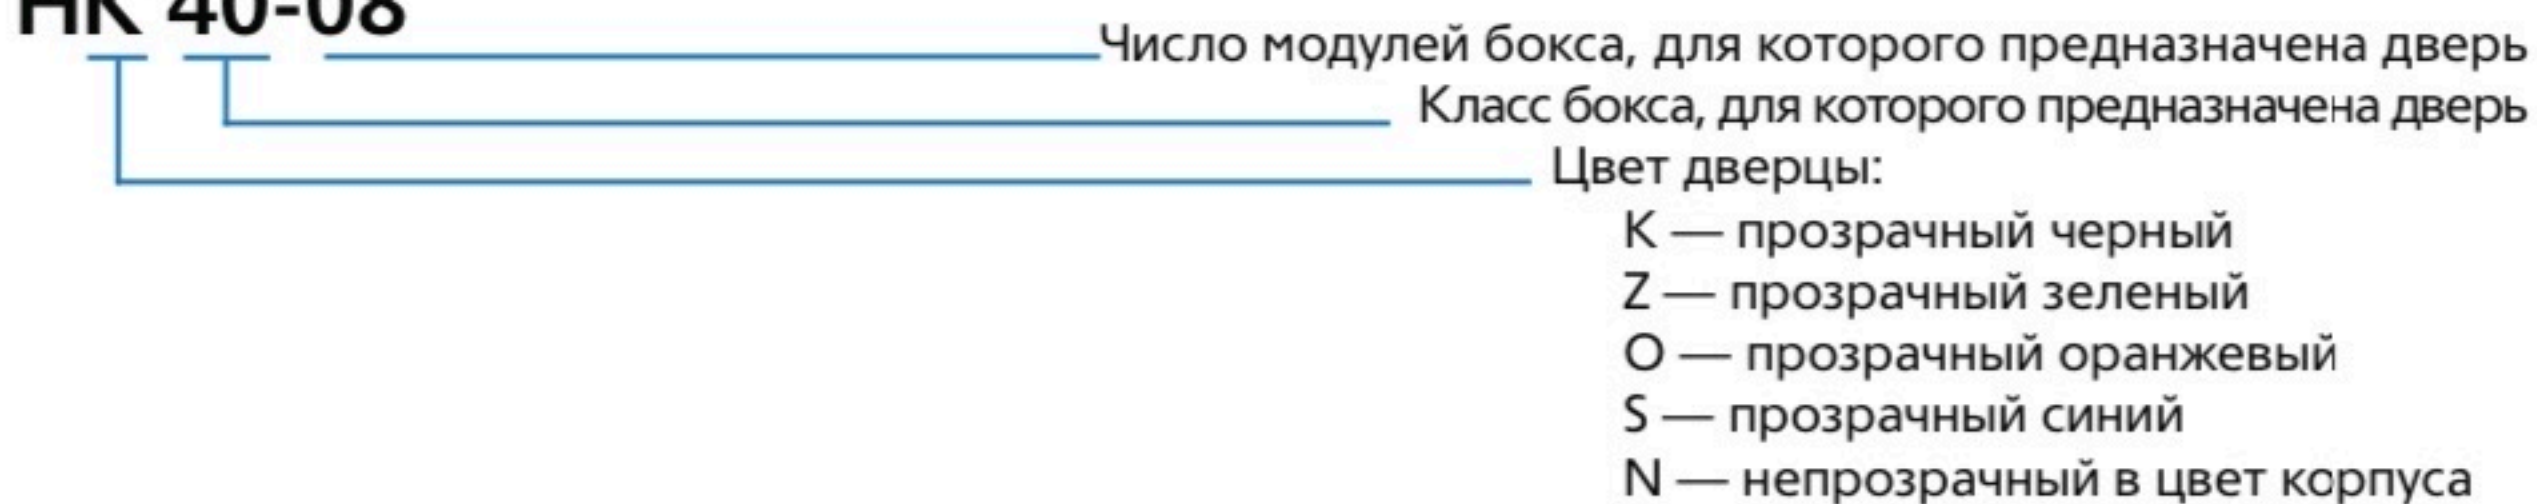 НК 40-08
Число модулей бокса, для которого предназначена дверь
Класс бокса, для которого предназначена дверь
Цвет дверцы:
К — прозрачный черный
Z — прозрачный зеленый
О — прозрачный оранжевый
S — прозрачный синий
N — непрозрачный в цвет корпуса